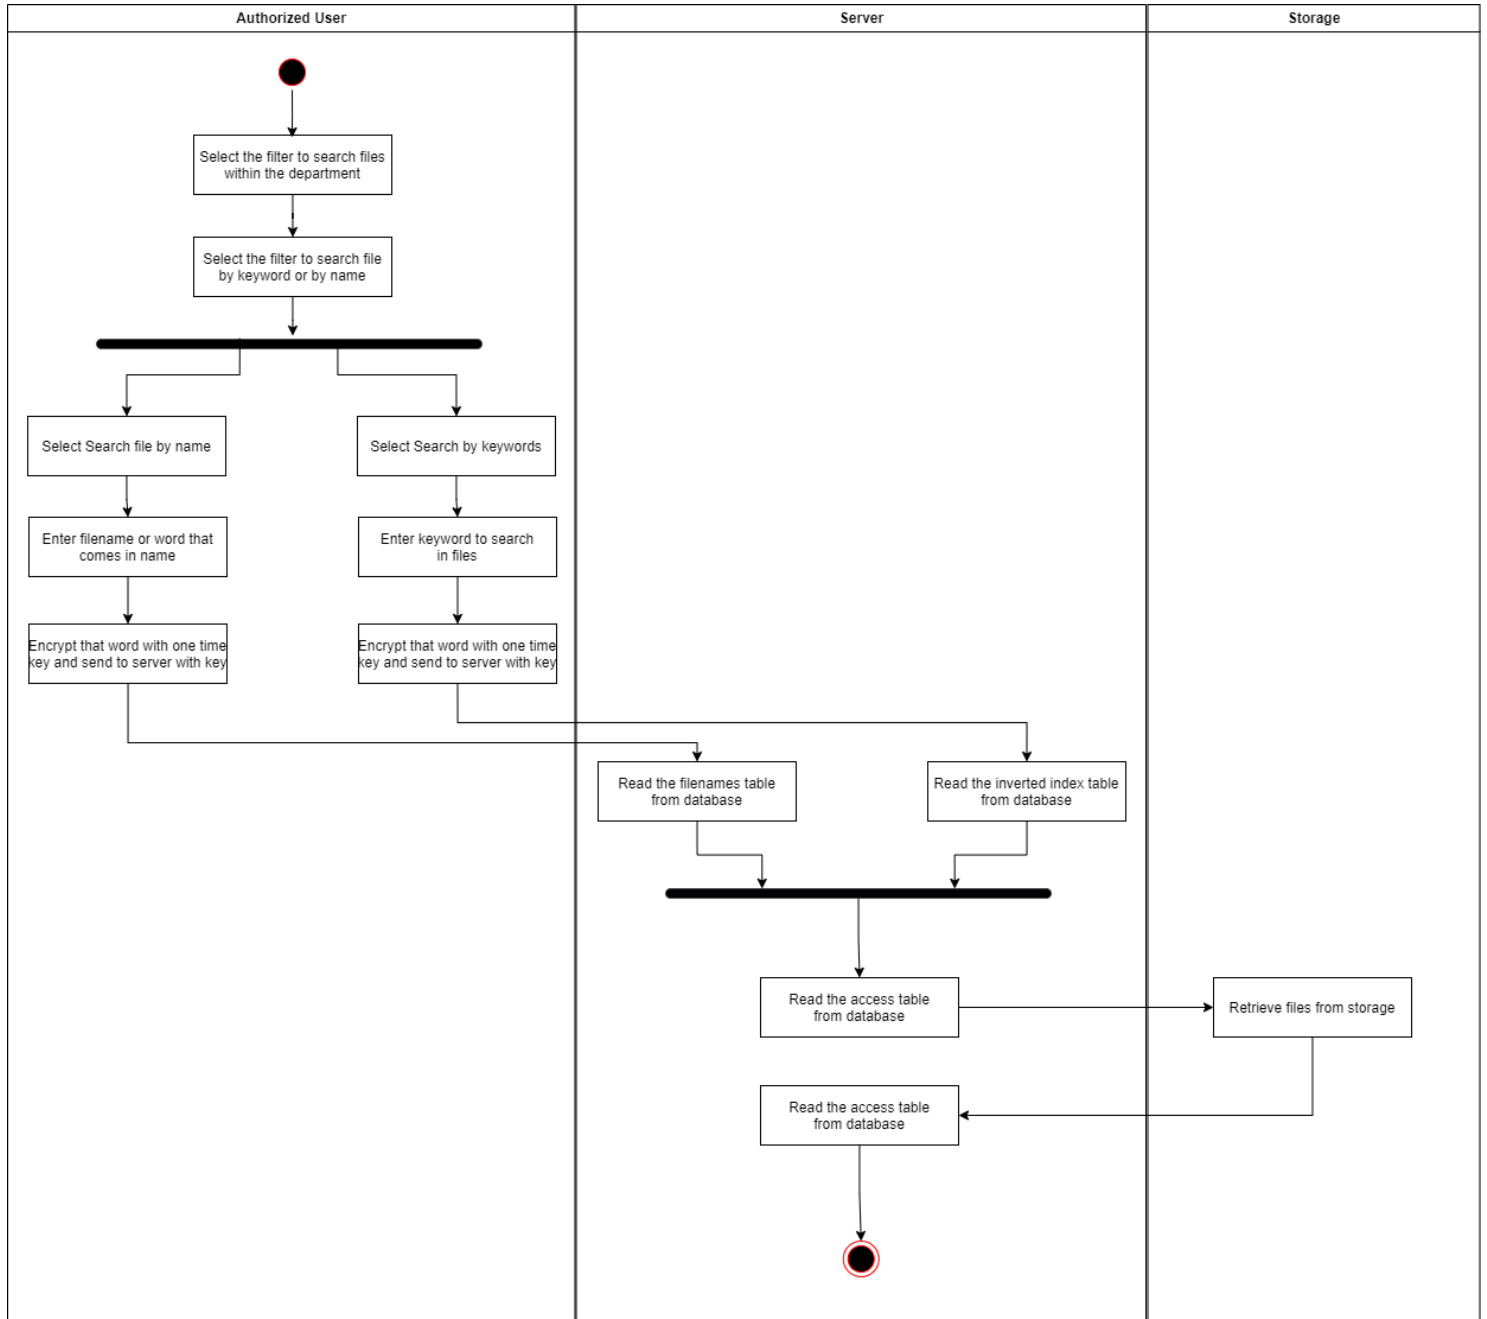 Authorized User
Server
Storage
Select the filter to search files
within the department
Select the filter to search file
by keyword or by name
Select Search file by name
Select Search by keywords
Enter filename or word that
comes in name
Enter keyword to search
in files
Encrypt that word with one time
key and send to server with key
Encrypt that word with one time
key and send to server with key
Read the filenames table
from database
Read the inverted index table
from database
Read the access table
from database
Retrieve files from storage
Read the access table
from database